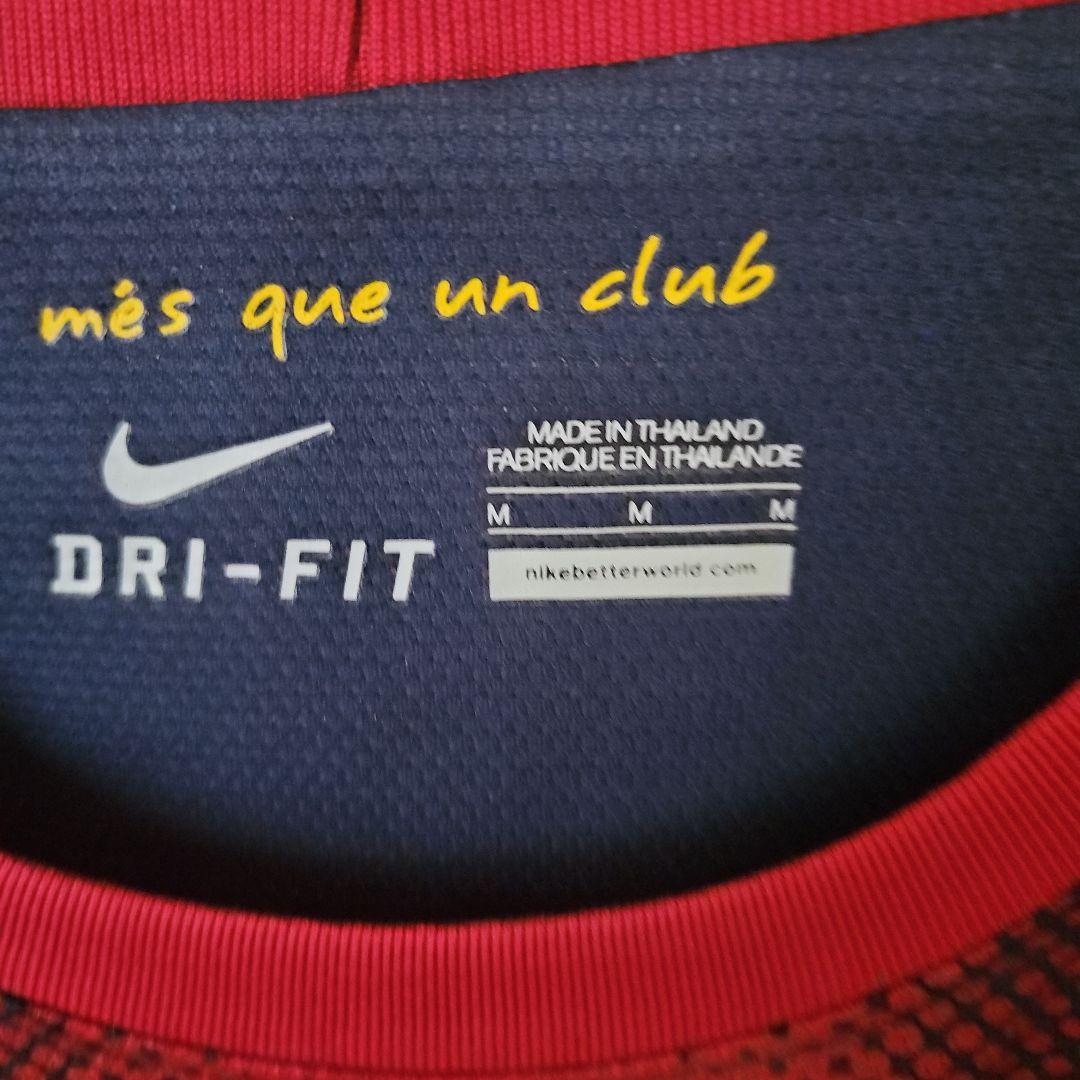 més que un club
DRI-FIT
MADE IN THAILAND
FABRIQUE EN THAILANDE
M M M
nikebetterworld.com